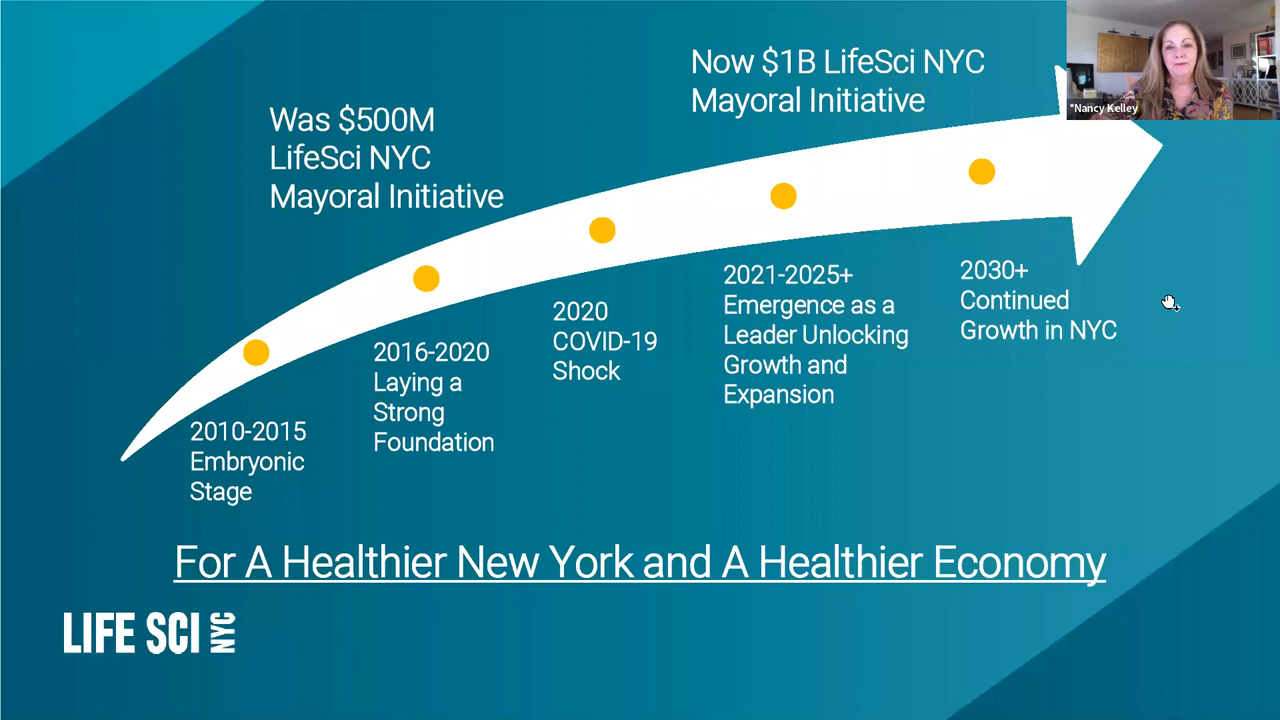 Was $500M
LifeSci NYC
Mayoral Initiative
Now $1B LifeSci NYC
Mayoral Initiative
*Nancy Kelley
2010-2015
Embryonic
Stage
2016-2020
Laying a
Strong
Foundation
2020
COVID-19
Shock
2021-2025+
Emergence as a
Leader Unlocking
Growth and
Expansion
2030+
Continued
Growth in NYC
For A Healthier New York and A Healthier Economy
LIFE SCI NYC